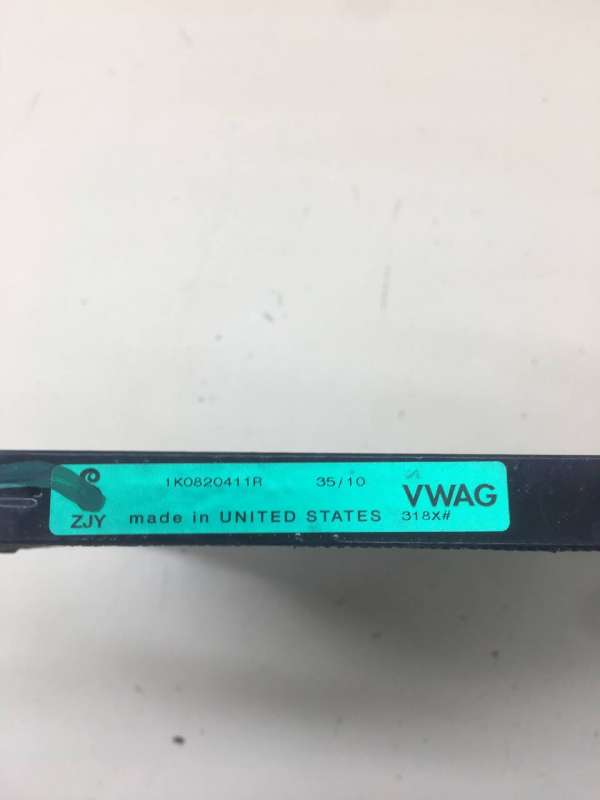 1K0820411R 35/10 VWAG
ZJY made in UNITED STATES 318X#